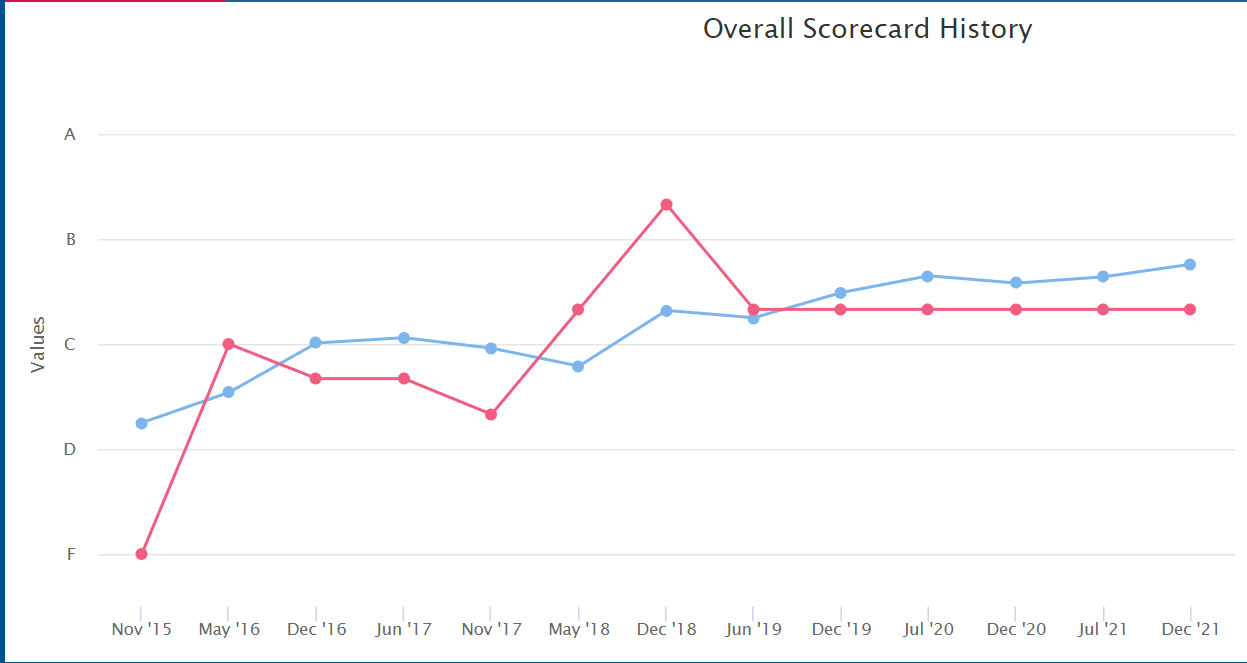 Overall Scorecard History
A
B
C
D
F
Values
Nov '15 May '16 Dec '16 Jun '17 Nov '17 May '18 Dec '18 Jun '19 Dec '19 Jul '20 Dec '20 Jul '21 Dec '21